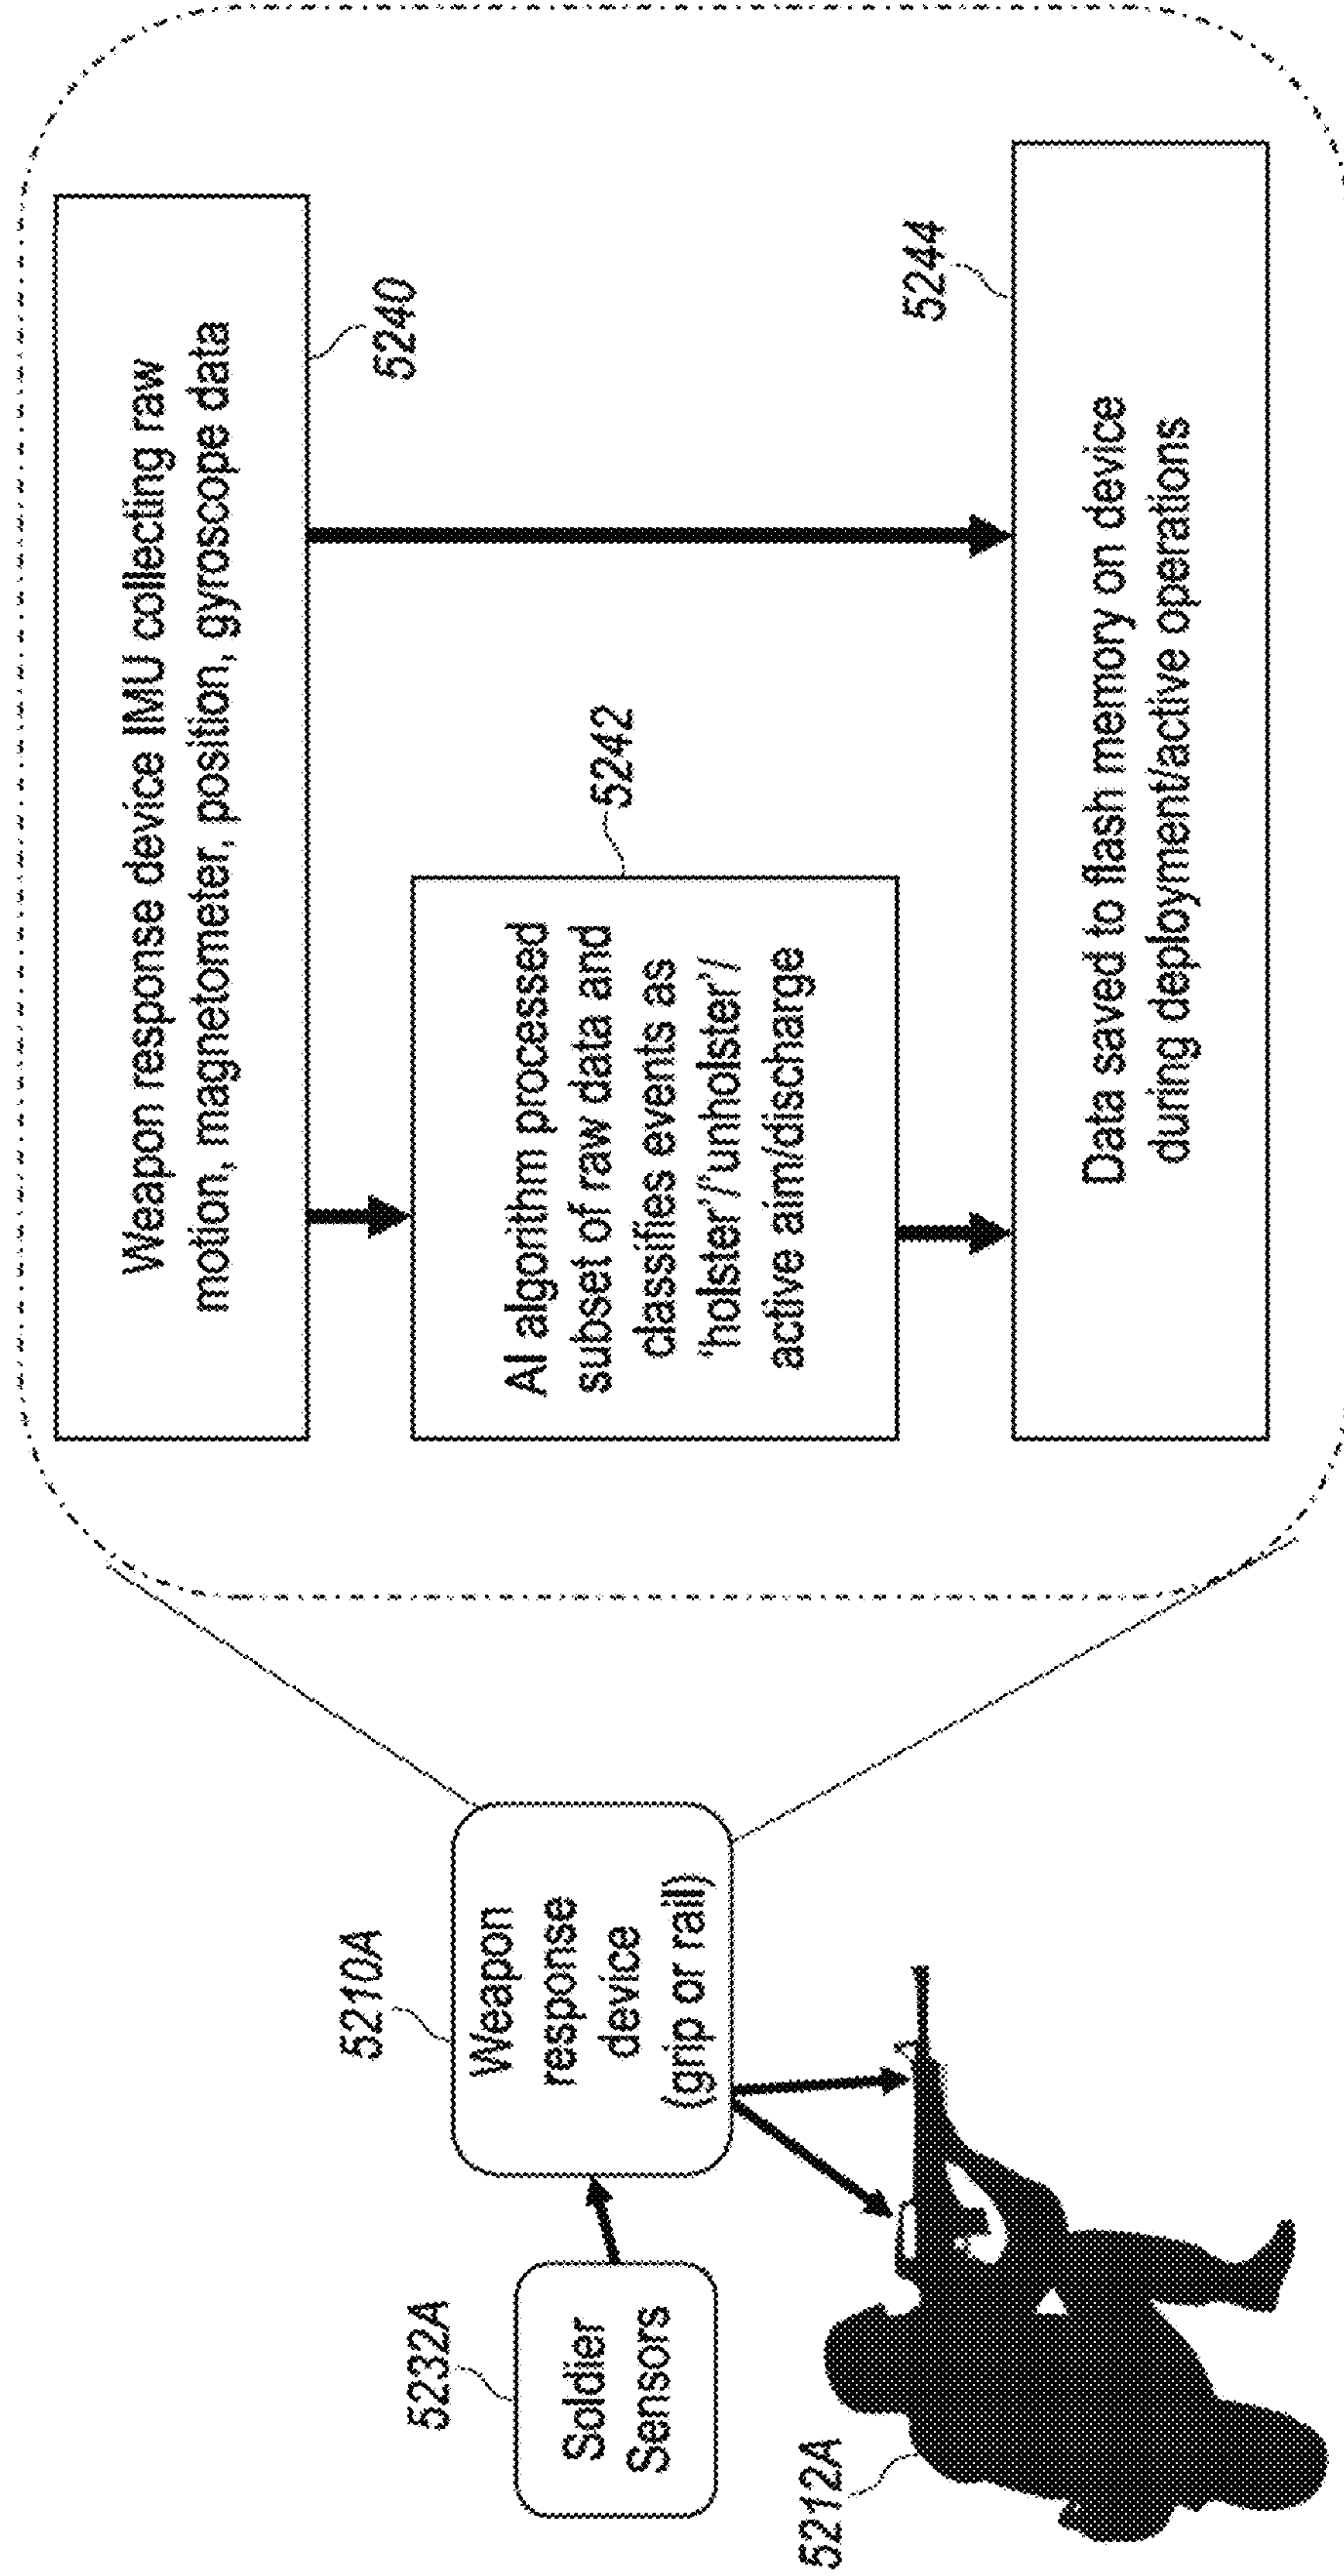 5232A
Soldier
Sensors
5212A
5210A
Weapon
response
device
(grip or rail)
Weapon response device IMU collecting raw
motion, magnetometer, position, gyroscope data
5240
5242
AI algorithm processed
subset of raw data and
classifies events as
'holster'/'unholster'/
active aim/discharge
5244
Data saved to flash memory on device
during deployment/active operations